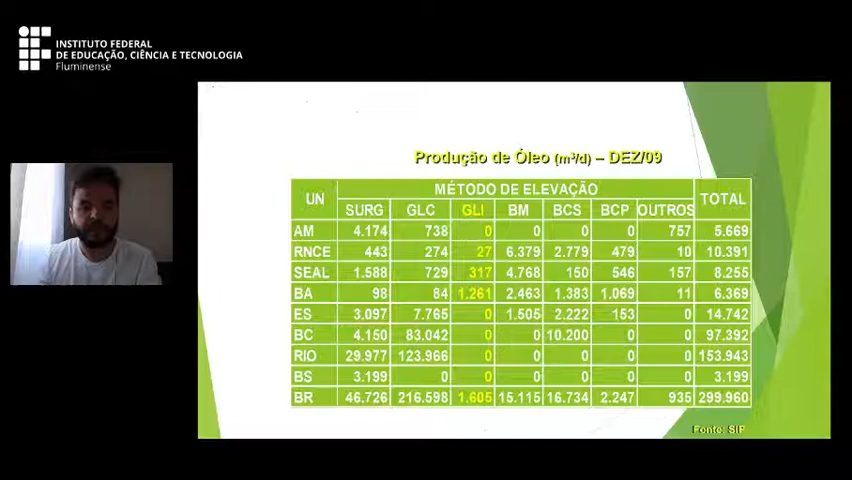 INSTITUTO FEDERAL
DE EDUCAÇÃO, CIÊNCIA E TECNOLOGIA
Fluminense
Produção de Óleo (m³/d) – DEZ/09
UN MÉTODO DE ELEVAÇÃO TOTAL
SURG GLC GLI BM BCS BCP OUTROS
AM 4.174 738 0 0 0 0 757 5.669
RNCE 443 274 27 6.379 2.779 479 10 10.391
SEAL 1.588 729 317 4.768 150 546 157 8.255
BA 98 84 1.261 2.463 1.383 1.069 11 6.369
ES 3.097 7.765 0 1.505 2.222 153 0 14.742
BC 4.150 83.042 0 0 10.200 0 0 97.392
RIO 29.977 123.966 0 0 0 0 0 153.943
BS 3.199 0 0 0 0 0 0 3.199
BR 46.726 216.598 1.605 15.115 16.734 2.247 935 299.960
Fonte: SIP